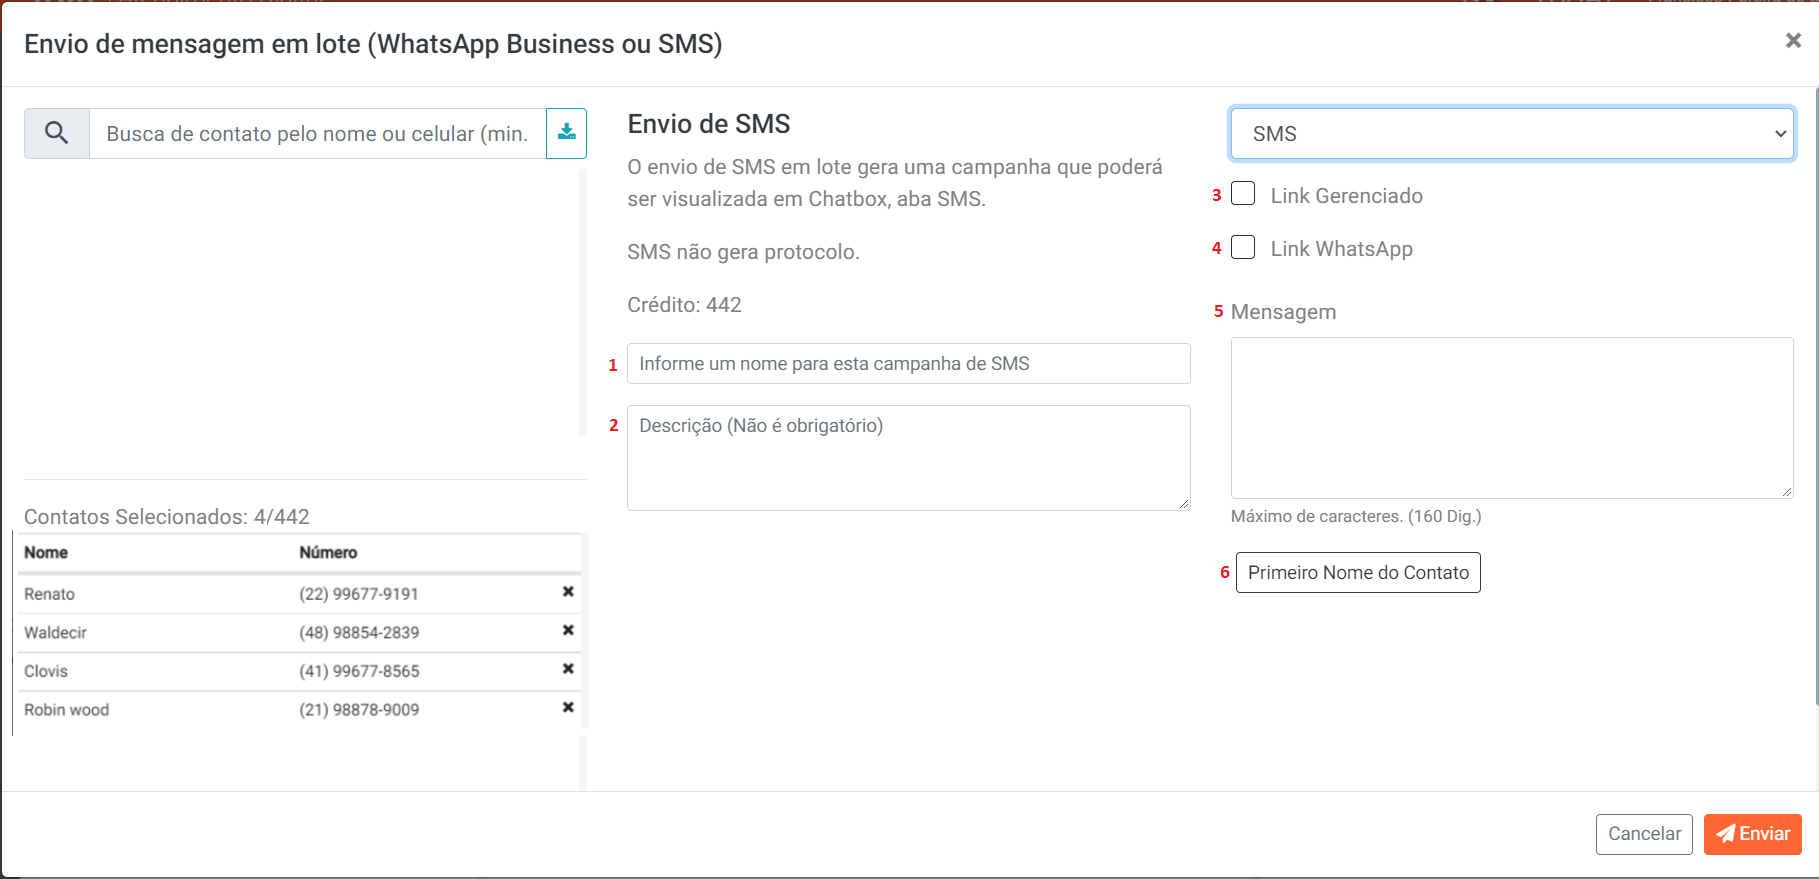 Envio de mensagem em lote (WhatsApp Business ou SMS)
×
Busca de contato pelo nome ou celular (min.
Contatos Selecionados: 4/442
Nome Número
Renato (22) 99677-9191 ×
Waldecir (48) 98854-2839 ×
Clovis (41) 99677-8565 ×
Robin wood (21) 98878-9009 ×
Envio de SMS
O envio de SMS em lote gera uma campanha que poderá
ser visualizada em Chatbox, aba SMS.
SMS não gera protocolo.
Crédito: 442
1 Informe um nome para esta campanha de SMS
2 Descrição (Não é obrigatório)
SMS
3 Link Gerenciado
4 Link WhatsApp
5 Mensagem
Máximo de caracteres. (160 Dig.)
6 Primeiro Nome do Contato
Cancelar
Enviar